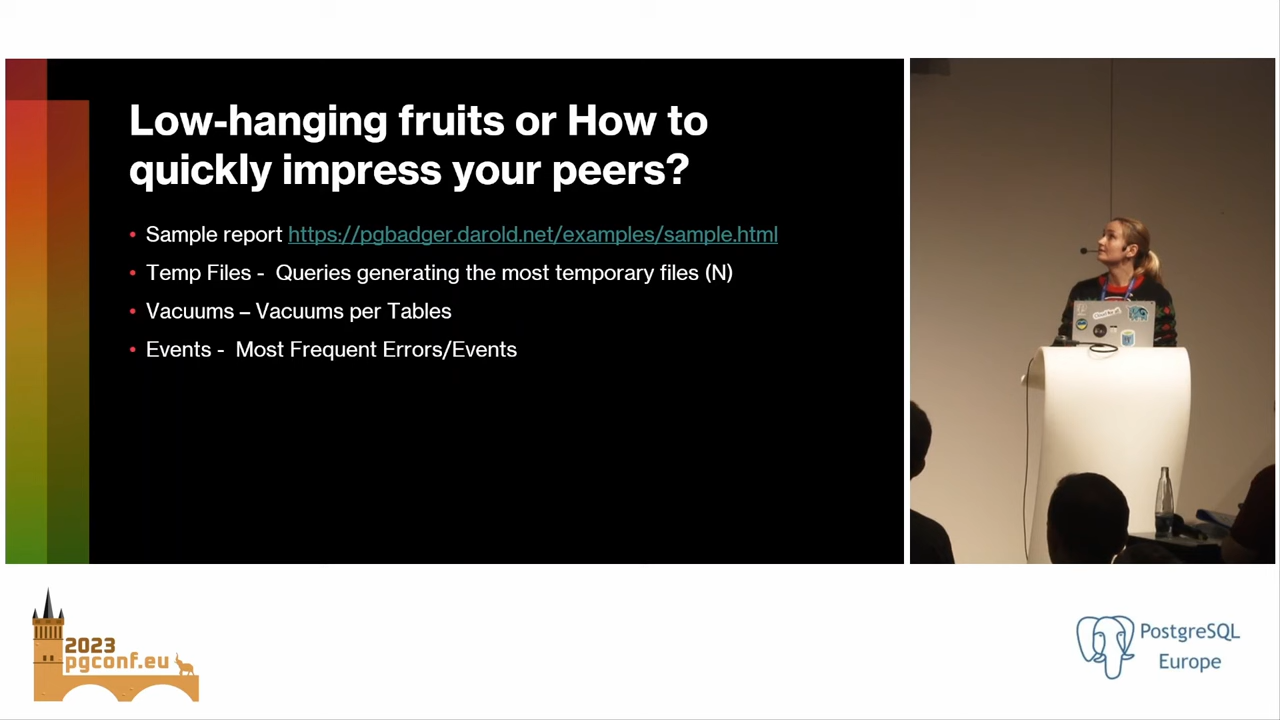 Low-hanging fruits or How to
quickly impress your peers?
• Sample report https://pgbadger.darold.net/examples/sample.html
• Temp Files -  Queries generating the most temporary files (N)
• Vacuums – Vacuums per Tables
• Events -  Most Frequent Errors/Events
2023
pgconf.eu
PostgreSQL
Europe